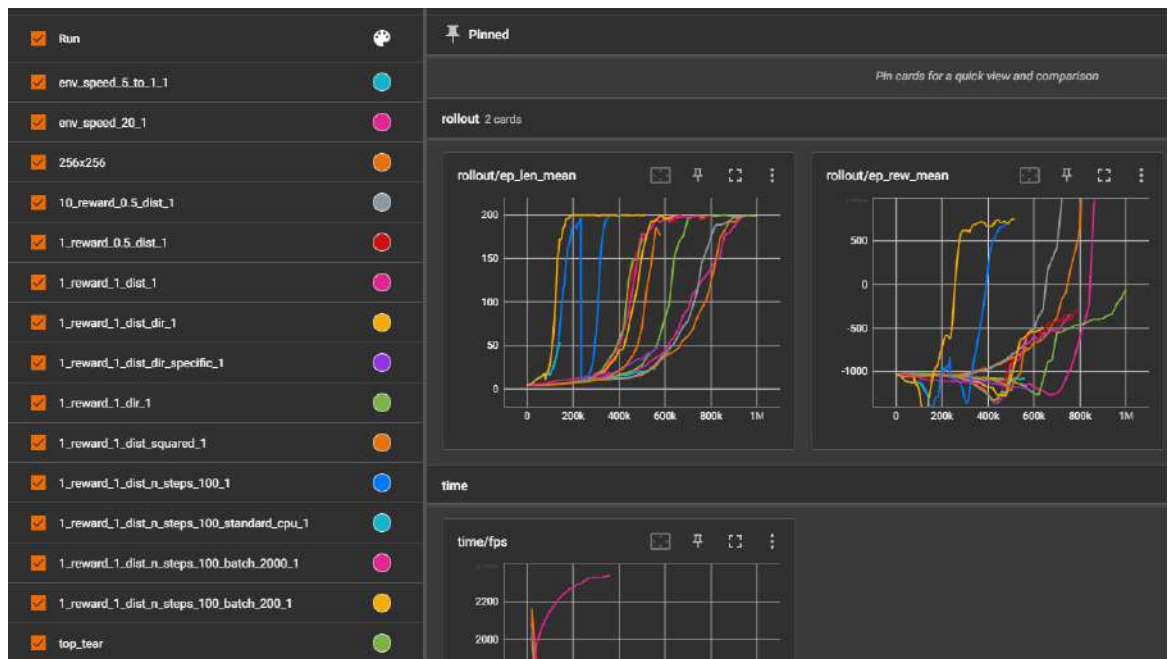 Run
env_speed_5_to_1_1
env_speed_20_1
256x256
10_reward_0.5_dist_1
1_reward_0.5_dist_1
1_reward_1_dist_1
1_reward_1_dist_dir_1
1_reward_1_dist_dir_specific_1
1_reward_1_dir_1
1_reward_1_dist_squared_1
1_reward_1_dist_n_steps_100_1
1_reward_1_dist_n_steps_100_standard_cpu_1
1_reward_1_dist_n_steps_100_batch_2000_1
1_reward_1_dist_n_steps_100_batch_200_1
top_tear
Pinned
Pin cards for a quick view and comparison
rollout 2 cards
rollout/ep_len_mean
200
150
100
50
0
0 200k 400k 600k 800k 1M
rollout/ep_rew_mean
500
0
-500
-1000
0 200k 400k 600k 800k 1M
time
time/fps
2200
2000